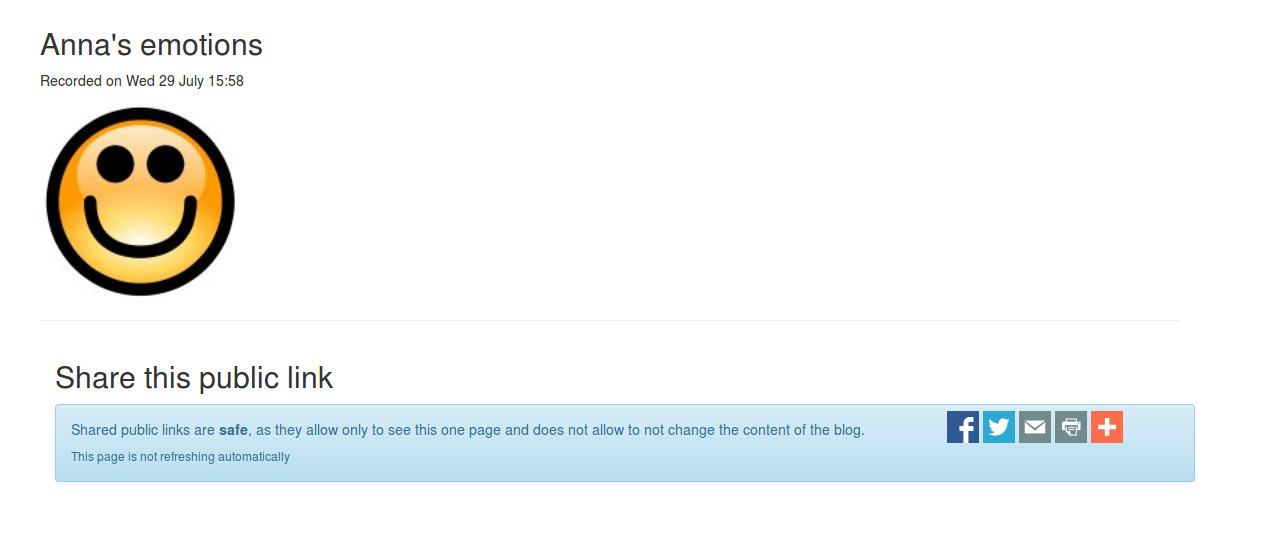 Anna's emotions
Recorded on Wed 29 July 15:58
Share this public link
Shared public links are safe, as they allow only to see this one page and does not allow to not change the content of the blog.
This page is not refreshing automatically